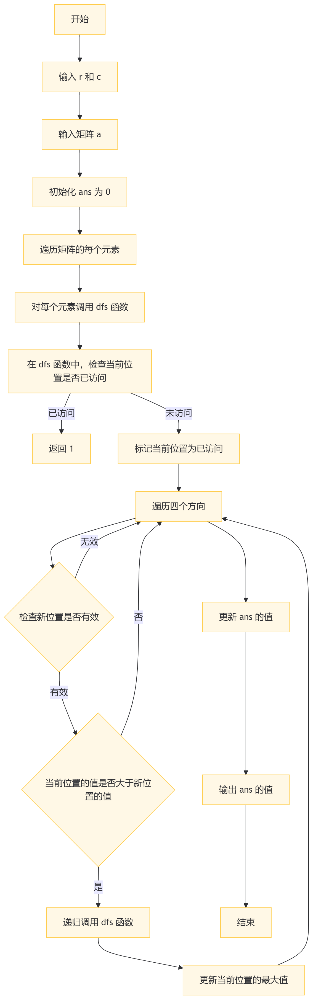 开始
输入 r 和 c
输入矩阵 a
初始化 ans 为 0
遍历矩阵的每个元素
对每个元素调用 dfs 函数
在 dfs 函数中，检查当前位
置是否已访问
已访问
未访问
返回 1
标记当前位置为已访问
遍历四个方向
无效
检查新位置是否有效
否
更新 ans 的值
有效
当前位置的值是否大于新位
置的值
输出 ans 的值
是
递归调用 dfs 函数
结束
更新当前位置的最大值